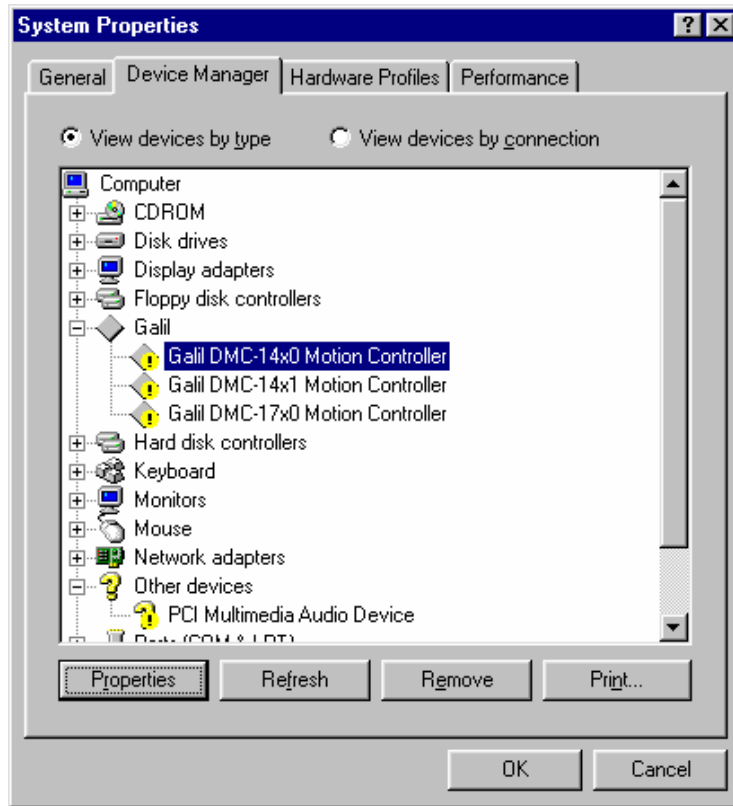 System Properties
General Device Manager Hardware Profiles Performance
View devices by type View devices by connection
Computer
CDROM
Disk drives
Display adapters
Floppy disk controllers
Galil
Galil DMC-14x0 Motion Controller
Galil DMC-14x1 Motion Controller
Galil DMC-17x0 Motion Controller
Hard disk controllers
Keyboard
Monitors
Mouse
Network adapters
Other devices
PCI Multimedia Audio Device
Ports (COM & LPT)
Properties Refresh Remove Print...
OK Cancel